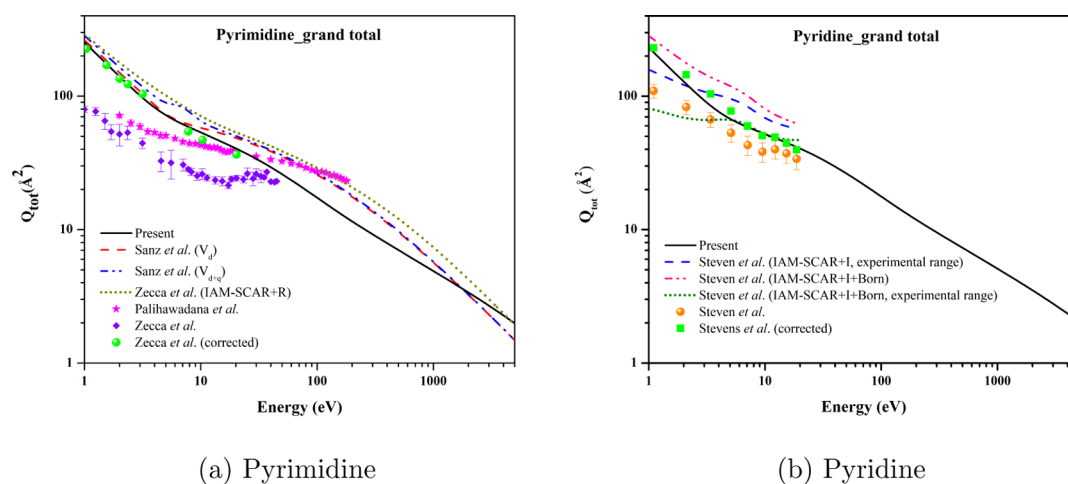 Pyrimidine_grand total
Q_tot(Å^2)
100
10
1
Present
Sanz et al. (V_d)
Sanz et al. (V_d+q)
Zecca et al. (IAM-SCAR+R)
Palihawadana et al.
Zecca et al.
Zecca et al. (corrected)
1 10 100 1000
Energy (eV)
(a) Pyrimidine
Pyridine_grand total
Q_tot (Å^2)
100
10
1
Present
Steven et al. (IAM-SCAR+I, experimental range)
Steven et al. (IAM-SCAR+I+Born)
Steven et al. (IAM-SCAR+I+Born, experimental range)
Steven et al.
Stevens et al. (corrected)
1 10 100 1000
Energy (eV)
(b) Pyridine